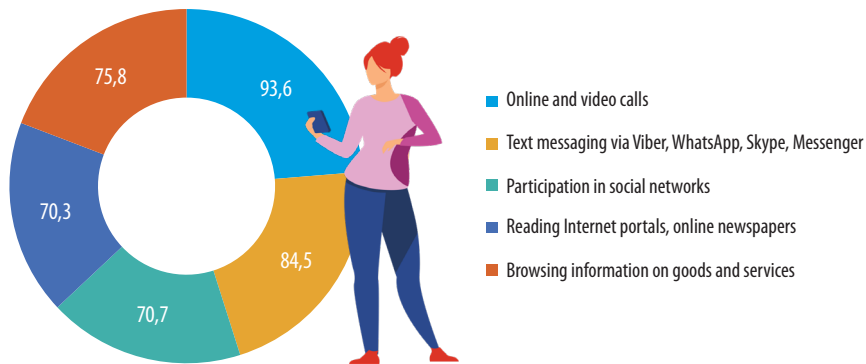 93,6
75,8
70,3
84,5
70,7
Online and video calls
Text messaging via Viber, WhatsApp, Skype, Messenger
Participation in social networks
Reading Internet portals, online newspapers
Browsing information on goods and services